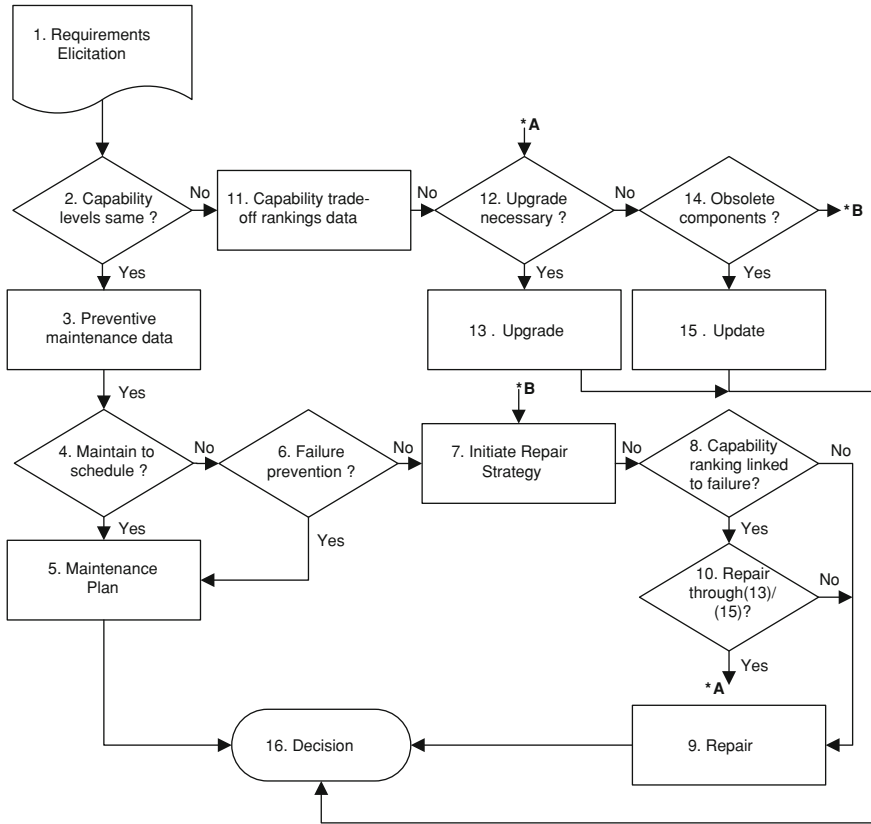 1. Requirements
Elicitation
*A
2. Capability
levels same ?
No
11. Capability trade-
off rankings data
No
12. Upgrade
necessary ?
No
14. Obsolete
components ?
*B
Yes
Yes
Yes
3. Preventive
maintenance data
13 . Upgrade
15 . Update
Yes
*B
4. Maintain to
schedule ?
No
6. Failure
prevention ?
No
7. Initiate Repair
Strategy
No
8. Capability
ranking linked
to failure?
No
Yes
Yes
Yes
5. Maintenance
Plan
10. Repair
through(13)/
(15)?
No
Yes
*A
16. Decision
9. Repair